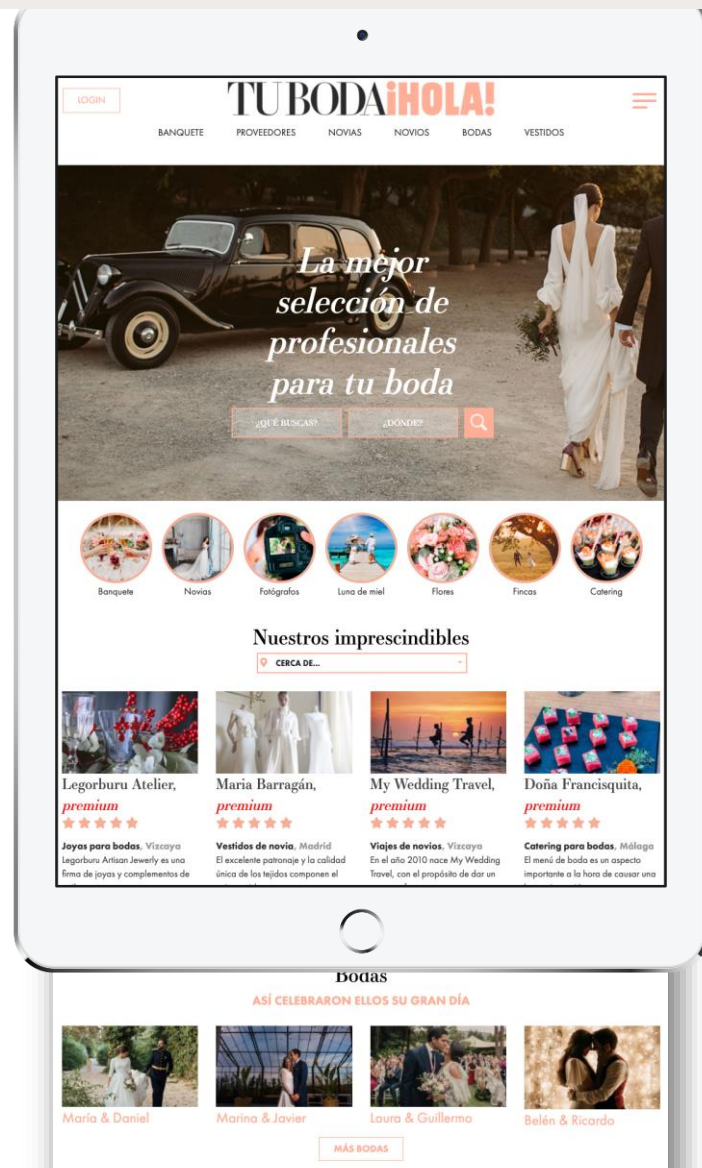 LOGIN
TU BODA¡HOLA!
BANQUETE PROVEEDORES NOVIAS NOVIOS BODAS VESTIDOS
La mejor
selección de
profesionales
para tu boda
¿QUÉ BUSCAS? ¿DÓNDE?
Banquete Novias Fotógrafos Luna de miel Flores Fincas Catering
Nuestros imprescindibles
CERCA DE...
Legorburu Atelier,
premium
Joyas para bodas, Vizcaya
Legorburu Artisan Jewerly es una
firma de joyas y complementos de
Maria Barragán,
premium
Vestidos de novia, Madrid
El excelente patronaje y la calidad
única de los tejidos componen el
My Wedding Travel,
premium
Viajes de novios, Vizcaya
En el año 2010 nace My Wedding
Travel, con el propósito de dar un
Doña Francisquita,
premium
Catering para bodas, Málaga
El menú de boda es un aspecto
importante a la hora de causar una
Bodas
ASÍ CELEBRARON ELLOS SU GRAN DÍA
María & Daniel Marina & Javier Laura & Guillermo Belén & Ricardo
MÁS BODAS